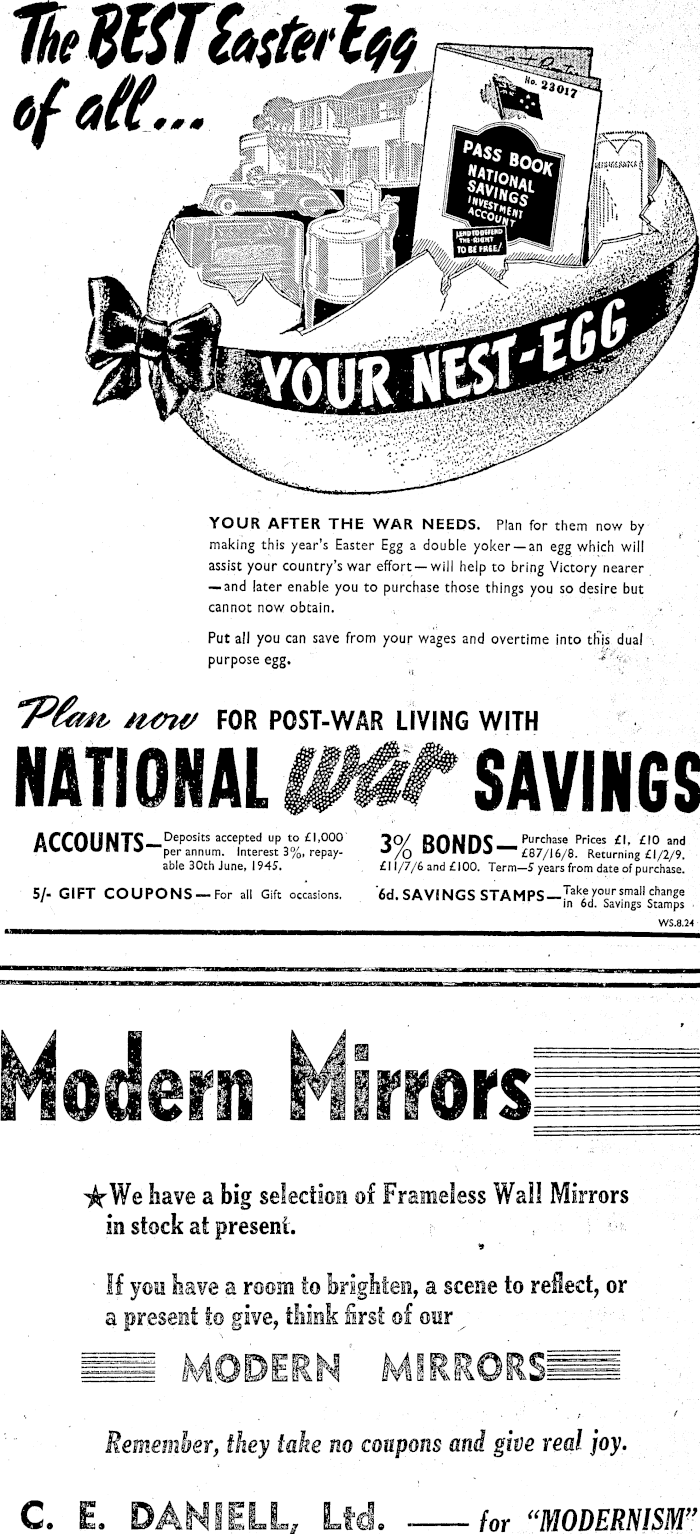 The BEST Easter Egg
of all...
No. 23017
PASS BOOK
NATIONAL
SAVINGS
INVESTMENT
ACCOUNT
LEND TO DEFEND
THE RIGHT
TO BE FREE!
REFRIGERATOR
YOUR NEST-EGG
YOUR AFTER THE WAR NEEDS. Plan for them now by
making this year's Easter Egg a double yoker—an egg which will
assist your country's war effort—will help to bring Victory nearer
—and later enable you to purchase those things you so desire but
cannot now obtain.
Put all you can save from your wages and overtime into this dual
purpose egg.
Plan now FOR POST-WAR LIVING WITH
NATIONAL war SAVINGS
ACCOUNTS—Deposits accepted up to £1,000
per annum. Interest 3%, repay-
able 30th June, 1945.
3% BONDS—Purchase Prices £1, £10 and
£87/16/8. Returning £1/2/9.
£11/7/6 and £100. Term—5 years from date of purchase.
5/- GIFT COUPONS—For all Gift occasions.
6d. SAVINGS STAMPS—Take your small change
in 6d. Savings Stamps
WS.8.24
Modern Mirrors
★We have a big selection of Frameless Wall Mirrors
in stock at present.
If you have a room to brighten, a scene to reflect, or
a present to give, think first of our
MODERN MIRRORS
Remember, they take no coupons and give real joy.
C. E. DANIELL, Ltd. — for "MODERNISM"